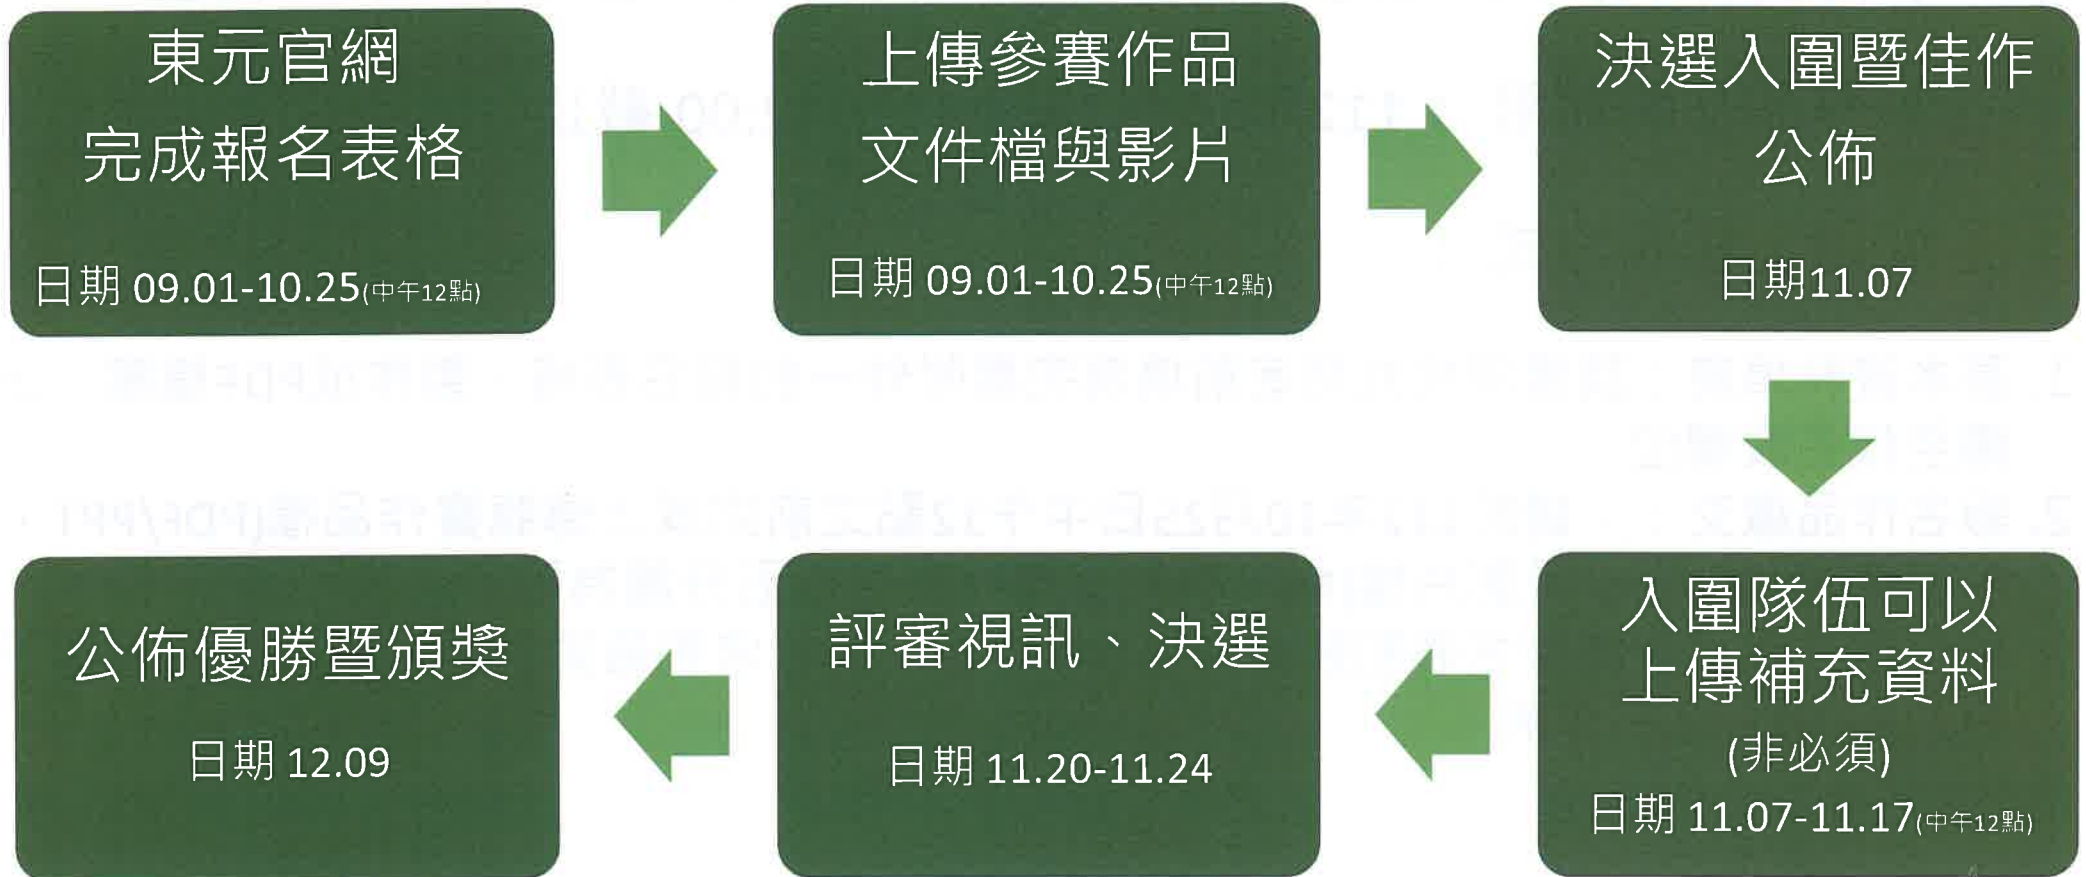 東元官網
完成報名表格
日期 09.01-10.25(中午12點)
上傳參賽作品
文件檔與影片
日期 09.01-10.25(中午12點)
決選入圍暨佳作
公佈
日期11.07
入圍隊伍可以
上傳補充資料
(非必須)
日期 11.07-11.17(中午12點)
評審視訊、決選
日期 11.20-11.24
公佈優勝暨頒獎
日期 12.09